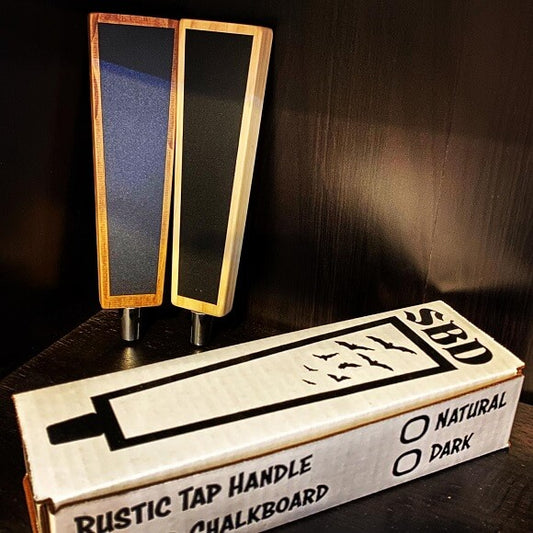 SBD
RUSTIC TAP HANDLE
CHALKBOARD
NATURAL
DARK